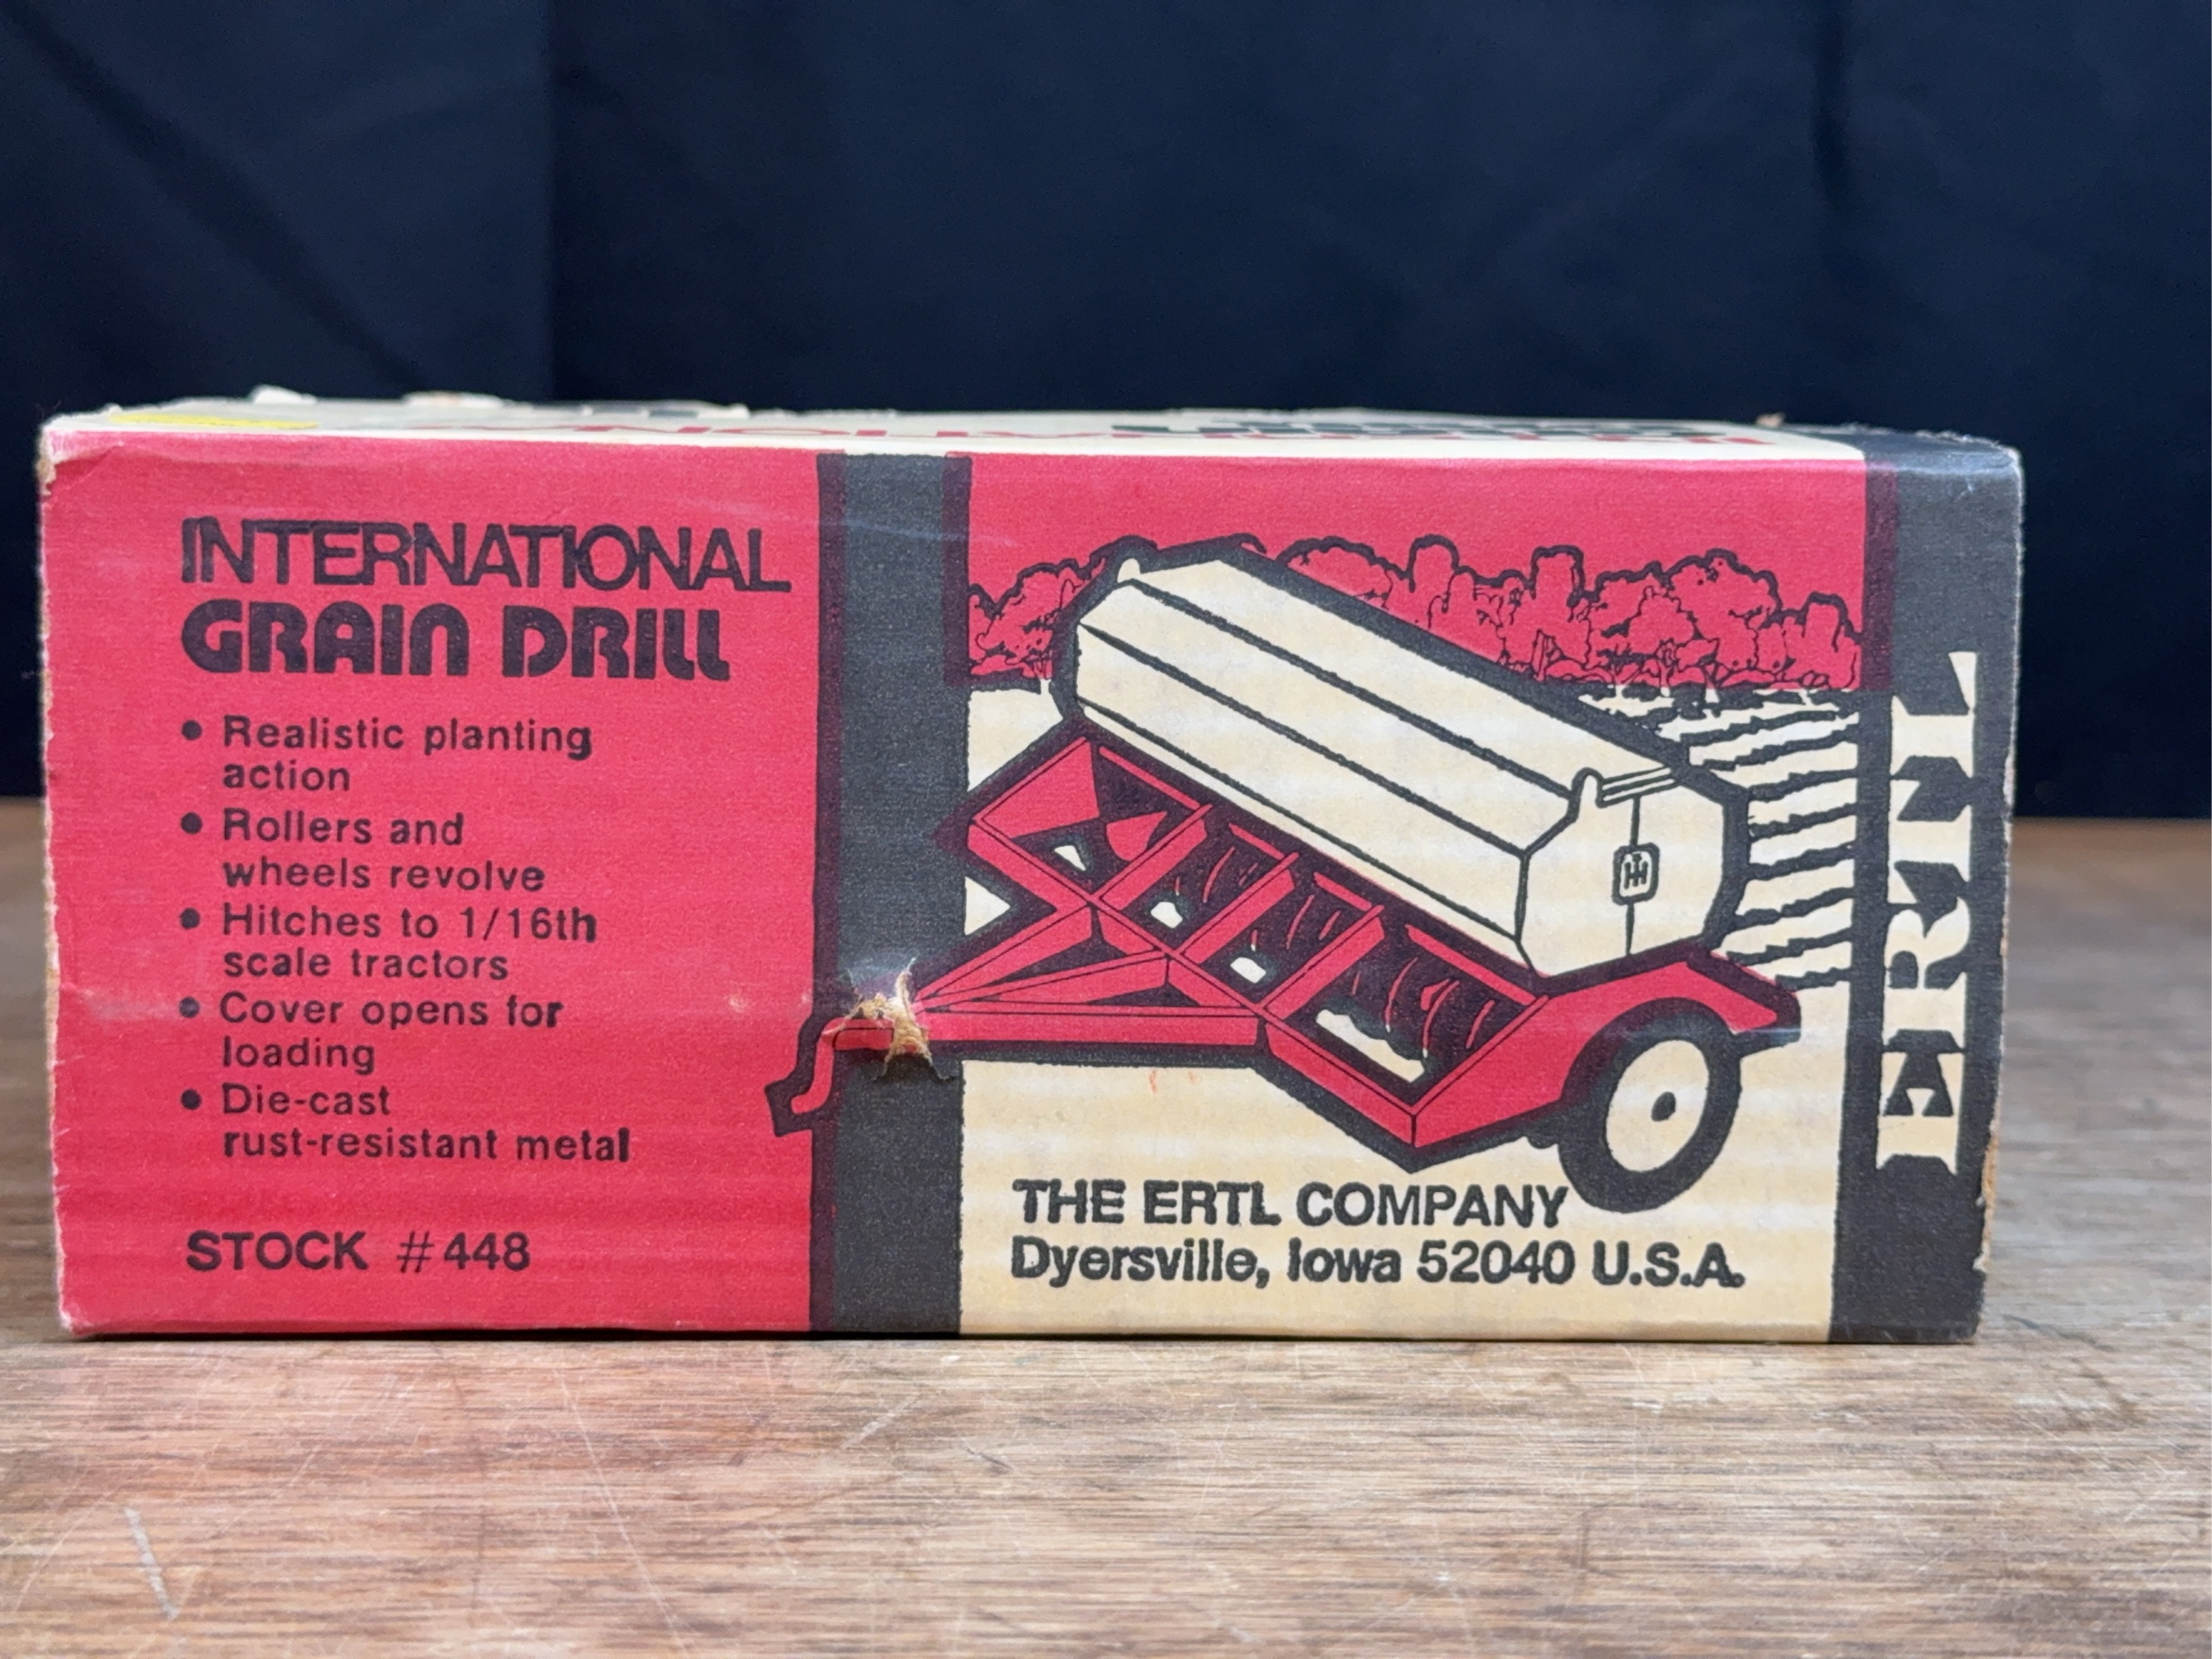 INTERNATIONAL
GRAIN DRILL
• Realistic planting
action
• Rollers and
wheels revolve
• Hitches to 1/16th
scale tractors
• Cover opens for
loading
• Die-cast
rust-resistant metal
STOCK #448
IH
THE ERTL COMPANY
Dyersville, Iowa 52040 U.S.A.
ERTL